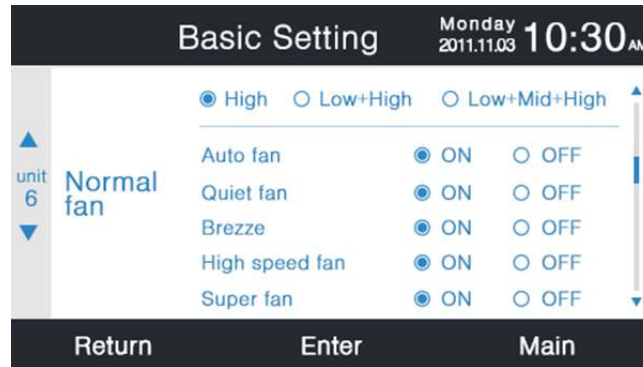 Basic Setting
Monday
2011.11.03
10:30 AM
High Low+High Low+Mid+High
unit
6
Normal
fan
Auto fan ON OFF
Quiet fan ON OFF
Brezze ON OFF
High speed fan ON OFF
Super fan ON OFF
Return Enter Main